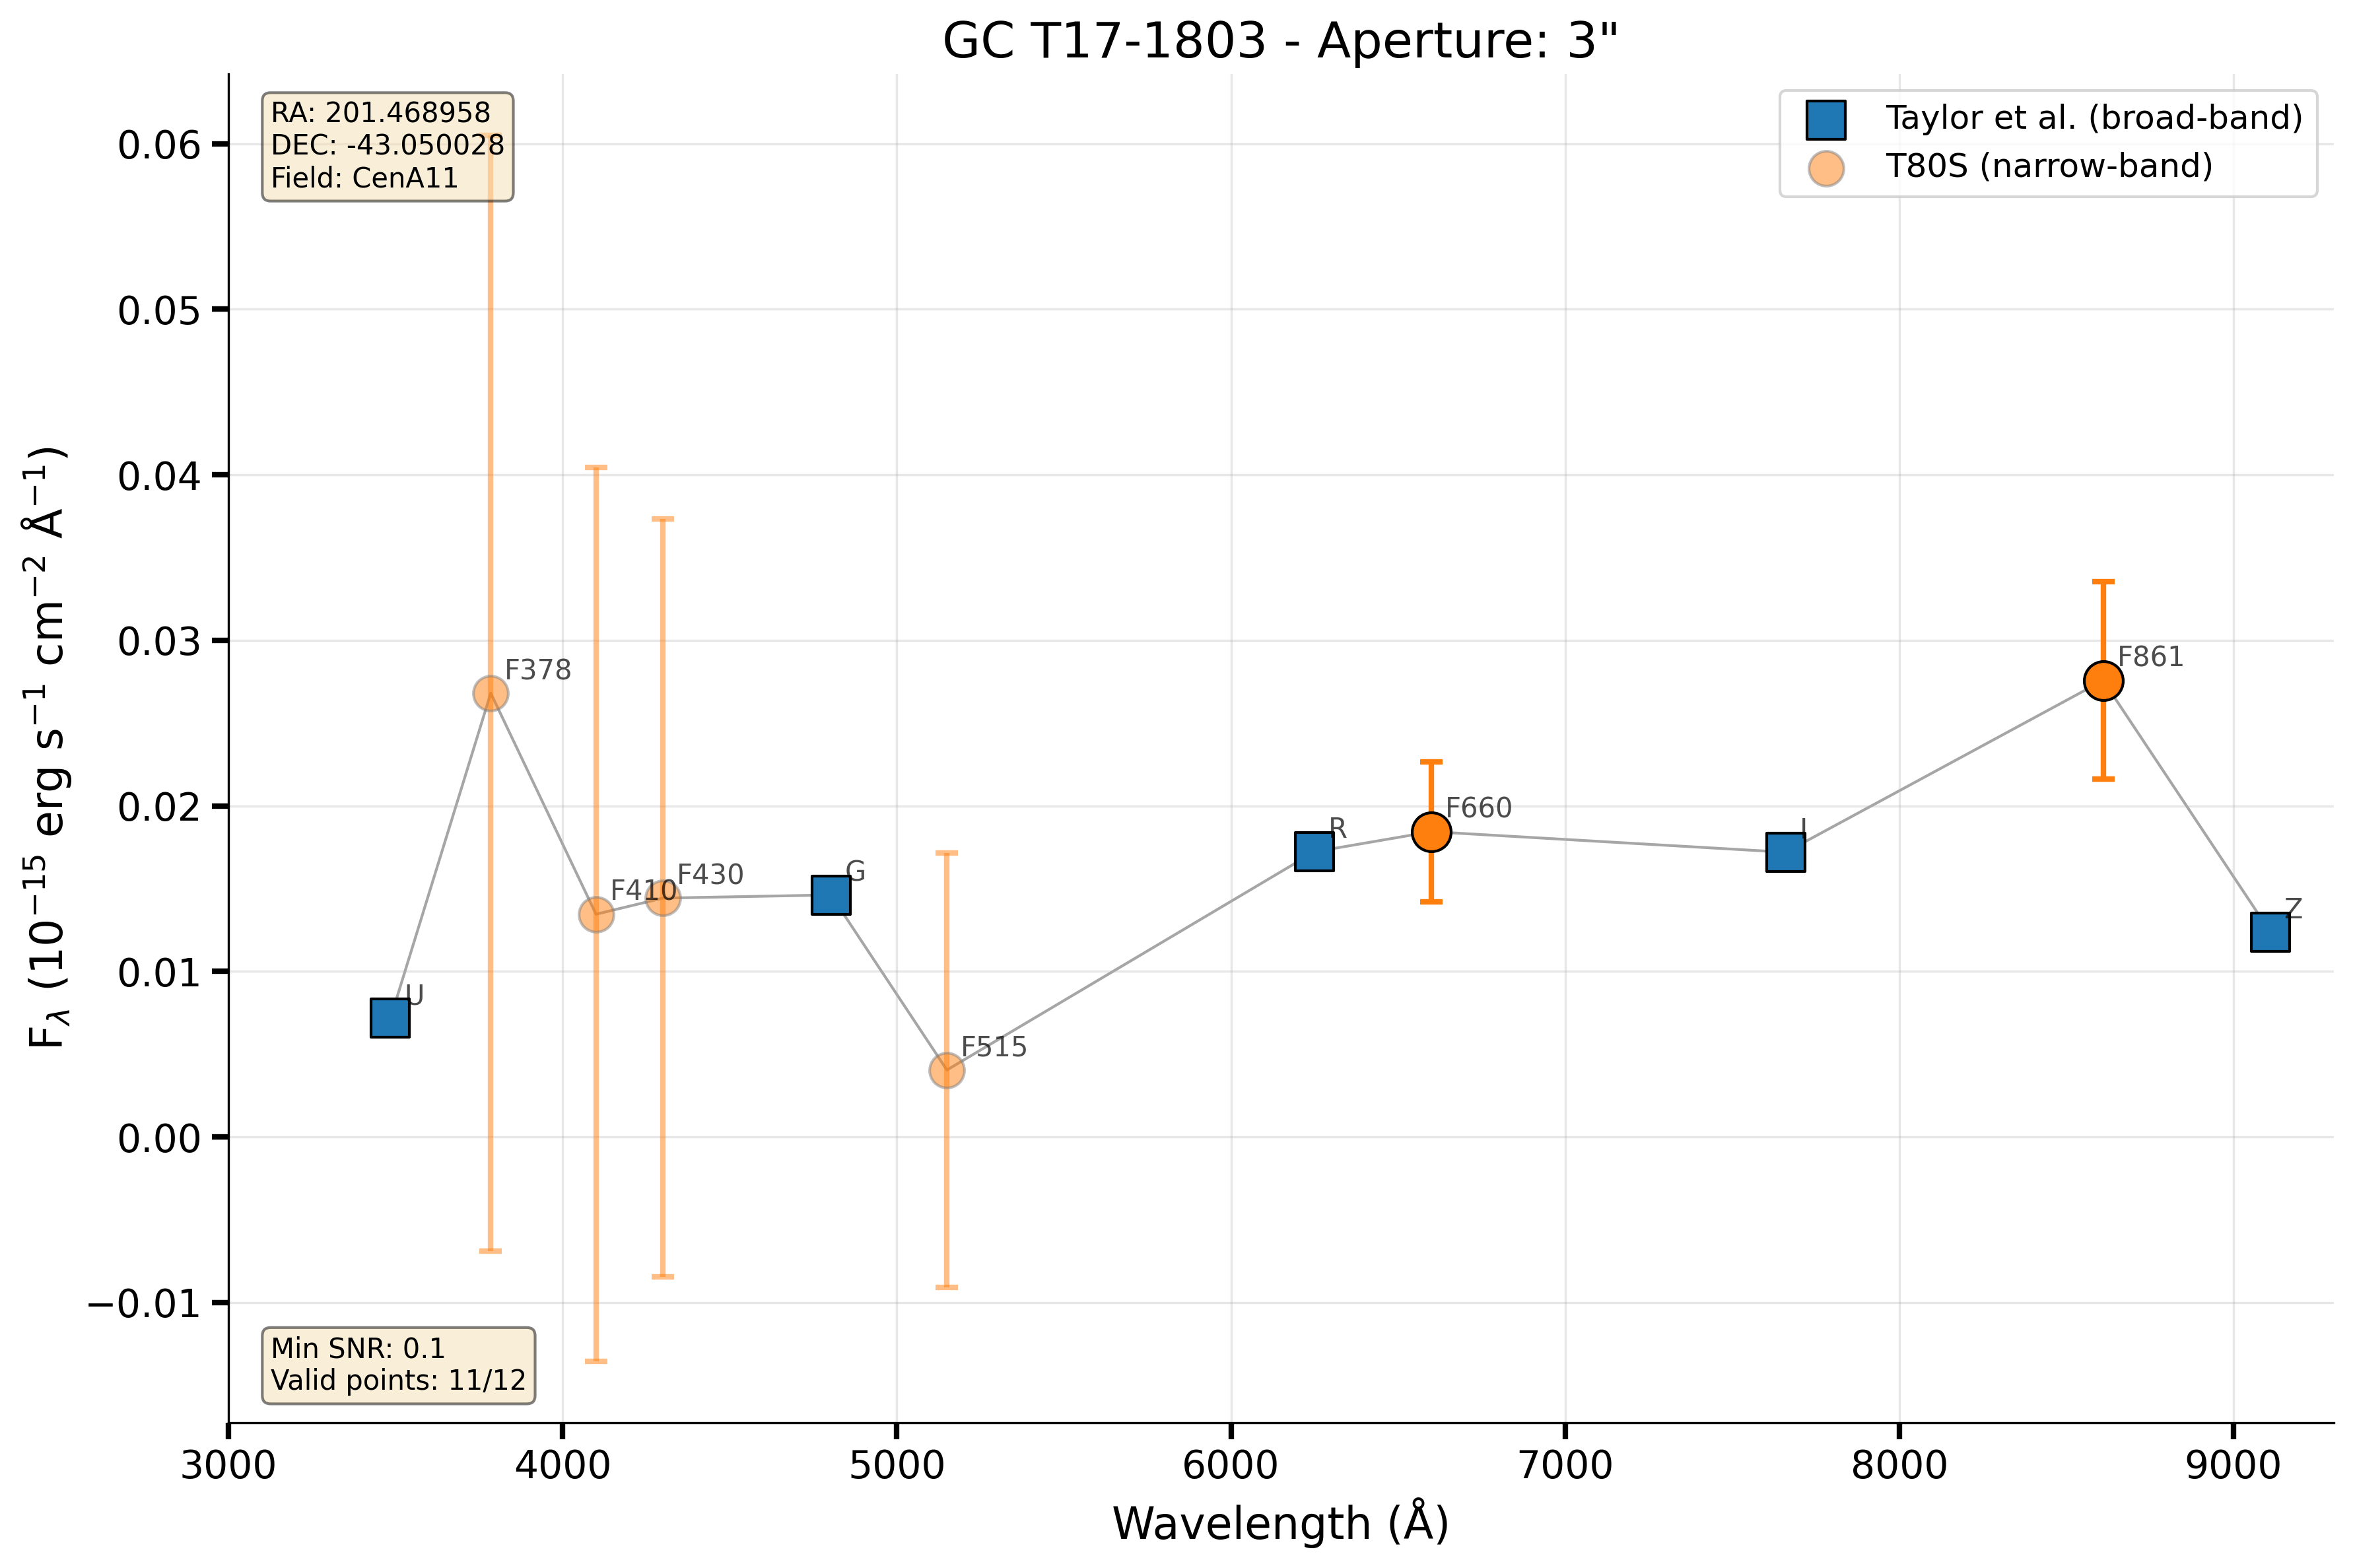 GC T17-1803 - Aperture: 3"
RA: 201.468958
DEC: -43.050028
Field: CenA11
Taylor et al. (broad-band)
T80S (narrow-band)
0.06
0.05
0.04
0.03
0.02
0.01
0.00
−0.01
F_λ (10⁻¹⁵ erg s⁻¹ cm⁻² Å⁻¹)
U
F378
F410
F430
G
F515
R
F660
I
F861
Z
Min SNR: 0.1
Valid points: 11/12
3000 4000 5000 6000 7000 8000 9000
Wavelength (Å)